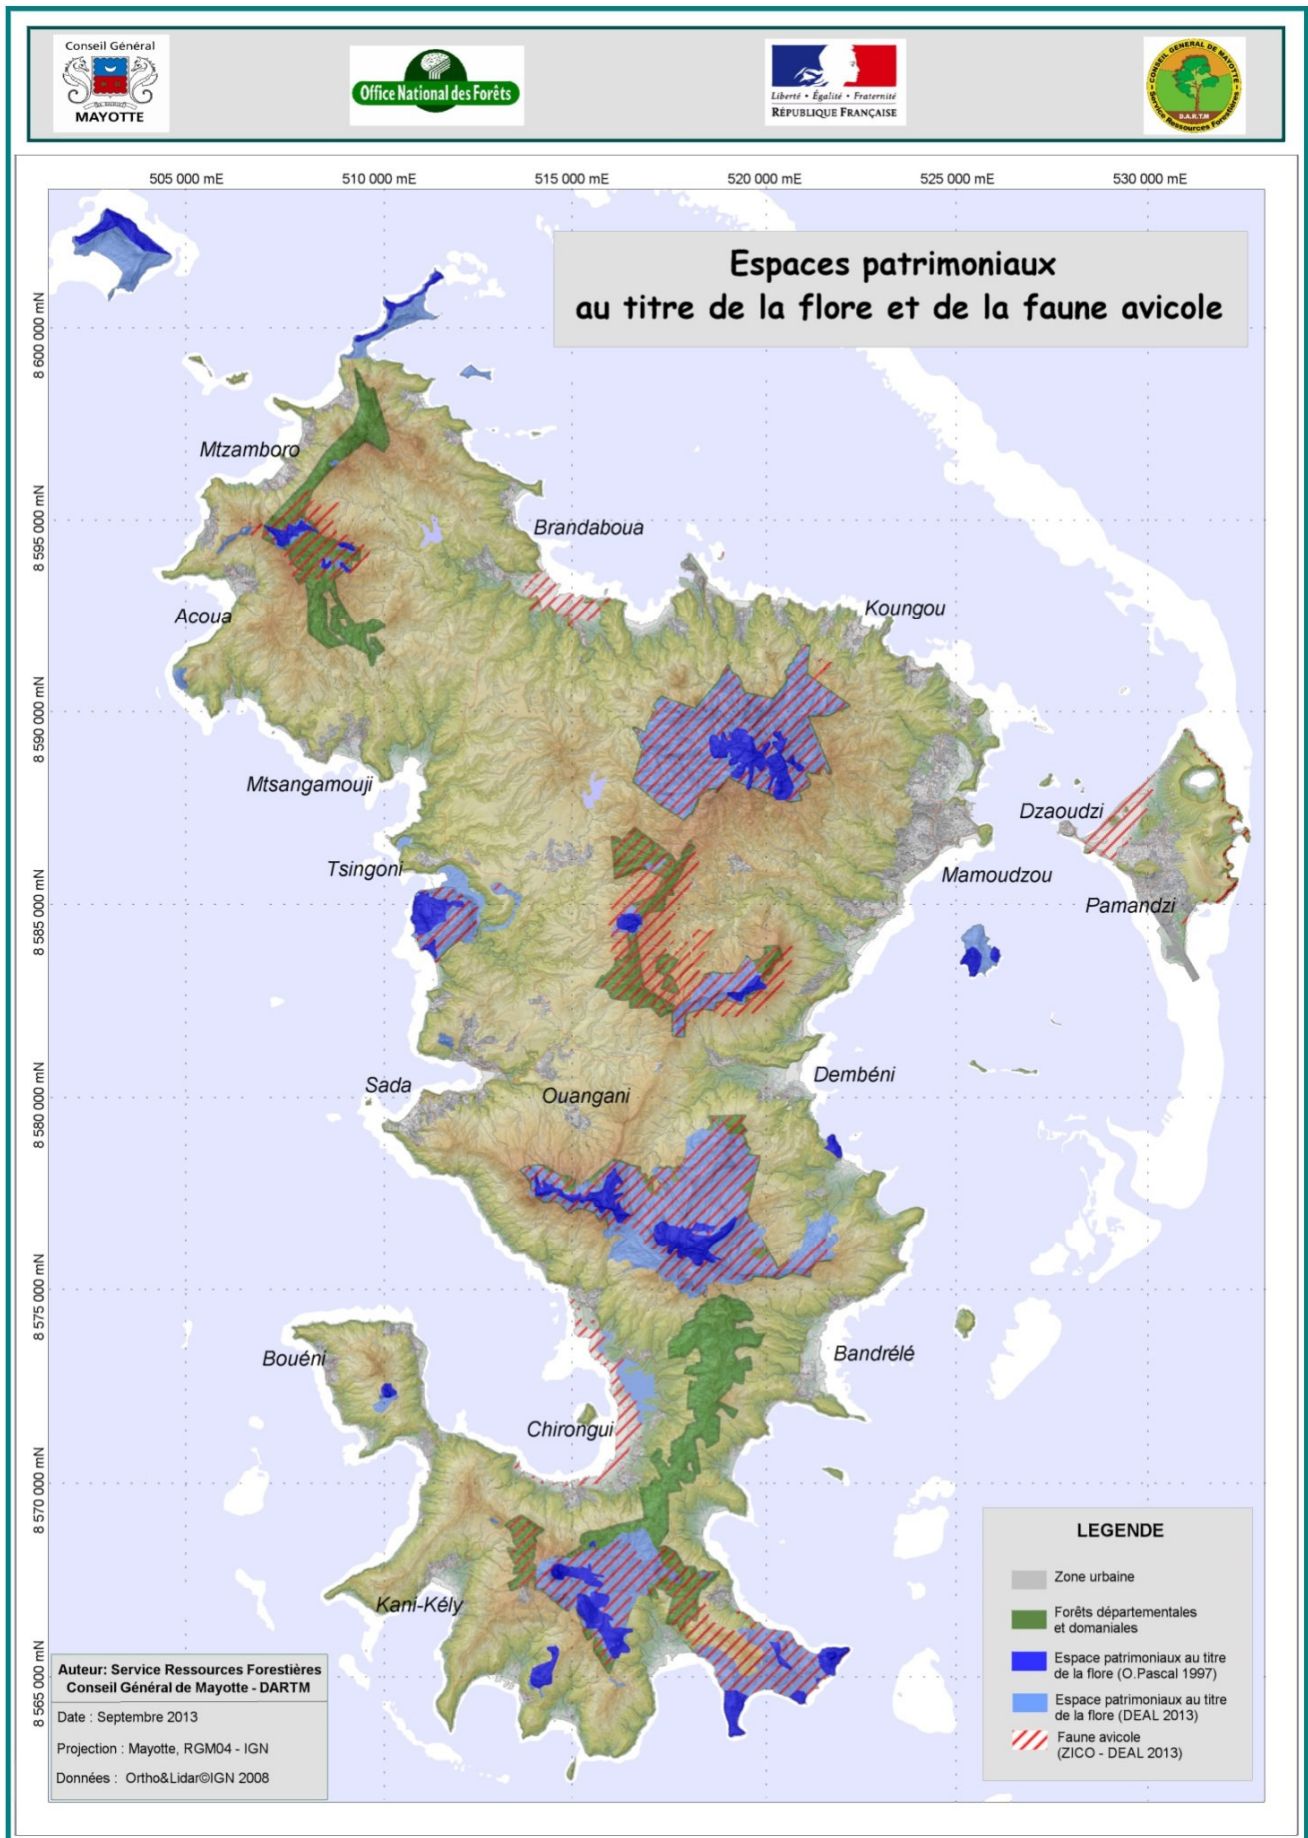 Conseil Général
MAYOTTE
Office National des Forêts
Liberté • Égalité • Fraternité
RÉPUBLIQUE FRANÇAISE
CONSEIL GENERAL DE MAYOTTE
Service Ressources Forestières
D.A.R.T.M
505 000 mE 510 000 mE 515 000 mE 520 000 mE 525 000 mE 530 000 mE
Espaces patrimoniaux
au titre de la flore et de la faune avicole
8 600 000 mN
8 595 000 mN
8 590 000 mN
8 585 000 mN
8 580 000 mN
8 575 000 mN
8 570 000 mN
8 565 000 mN
Mtzamboro
Brandaboua
Koungou
Acoua
Mtsangamouji
Dzaoudzi
Tsingoni
Mamoudzou
Pamandzi
Dembéni
Sada
Ouangani
Bandrélé
Bouéni
Chirongui
Kani-Kély
LEGENDE
Zone urbaine
Forêts départementales
et domaniales
Espace patrimoniaux au titre
de la flore (O.Pascal 1997)
Espace patrimoniaux au titre
de la flore (DEAL 2013)
Faune avicole
(ZICO - DEAL 2013)
Auteur: Service Ressources Forestières
Conseil Général de Mayotte - DARTM
Date : Septembre 2013
Projection : Mayotte, RGM04 - IGN
Données : Ortho&Lidar©IGN 2008